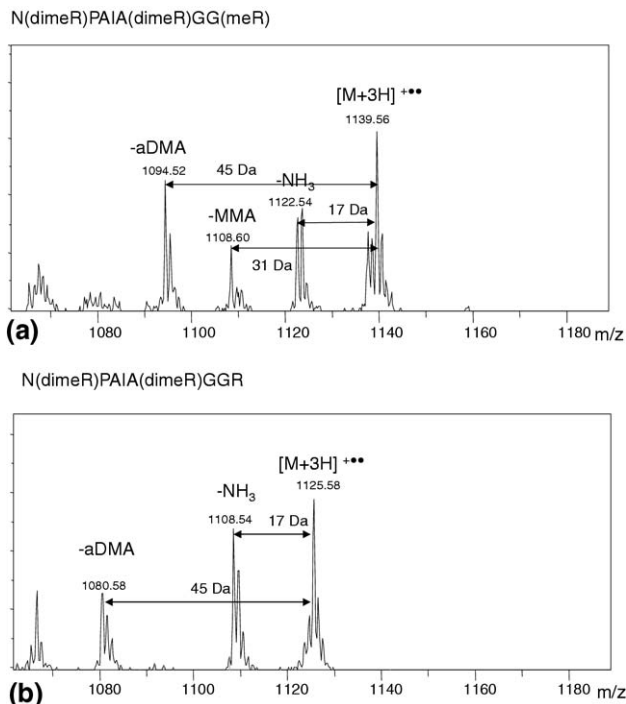 N(dimeR)PAIA(dimeR)GG(meR)
[M+3H] +••
1139.56
-aDMA
1094.52
45 Da
-NH3
1122.54
-MMA
1108.60
17 Da
31 Da
(a)
1080 1100 1120 1140 1160 1180 m/z
N(dimeR)PAIA(dimeR)GGR
[M+3H] +••
1125.58
-NH3
1108.54
17 Da
-aDMA
1080.58
45 Da
(b)
1080 1100 1120 1140 1160 1180 m/z